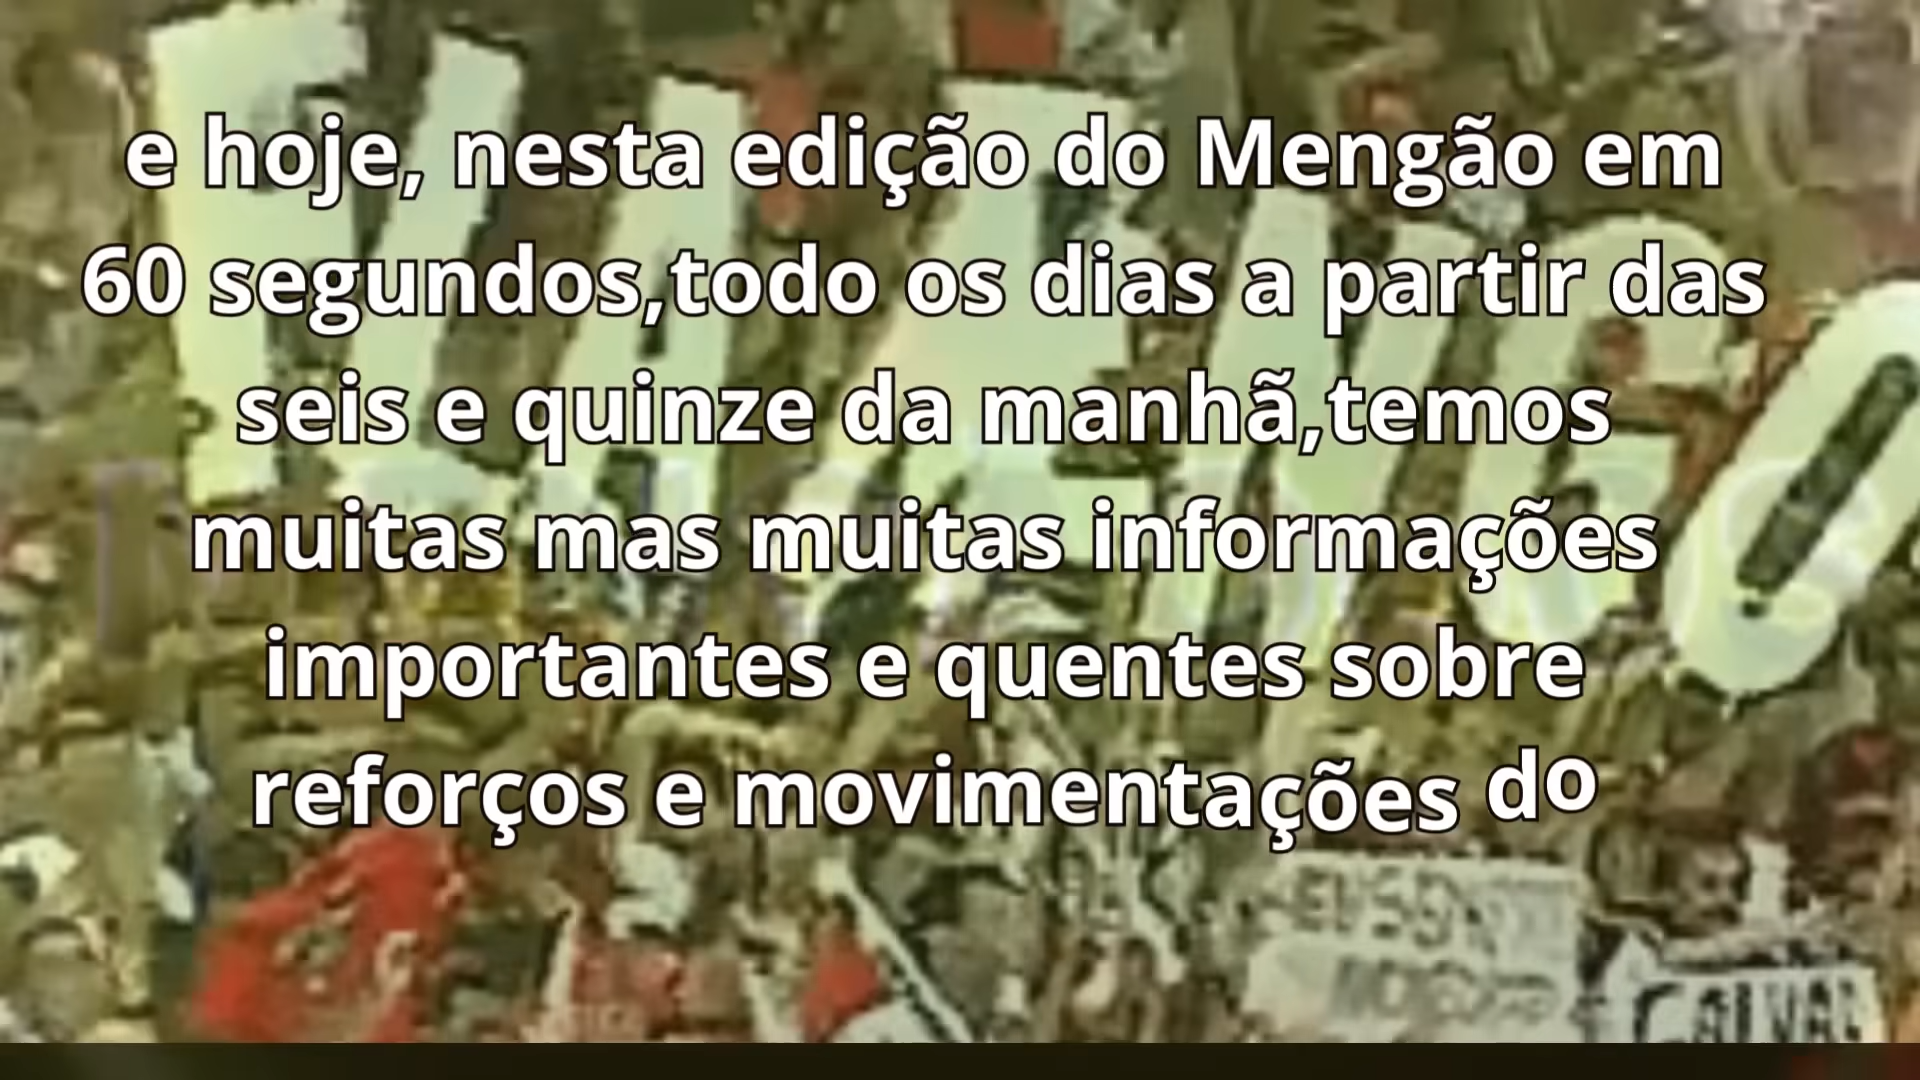 FLAMENGO
e hoje, nesta edição do Mengão em
60 segundos,todo os dias a partir das
seis e quinze da manhã,temos
muitas mas muitas informações
importantes e quentes sobre
reforços e movimentações do